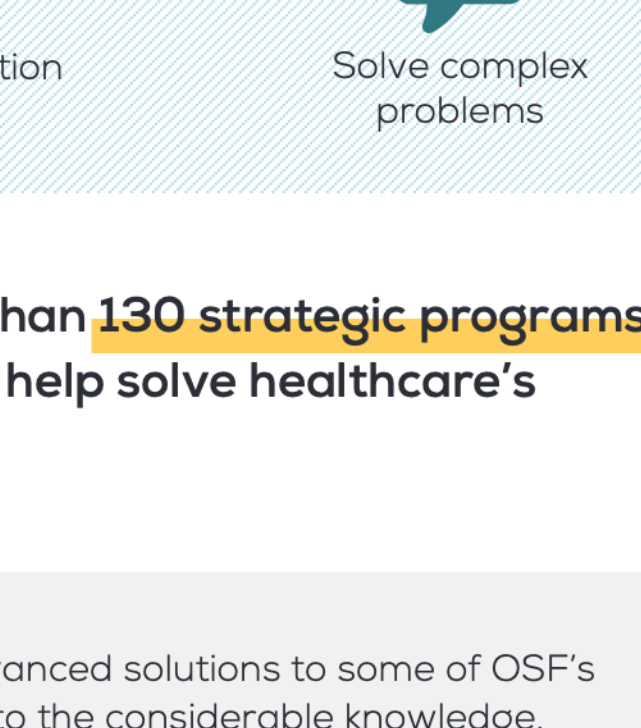 tion
Solve complex
problems
han 130 strategic programs
help solve healthcare’s
anced solutions to some of OSF’s
to the considerable knowledge,